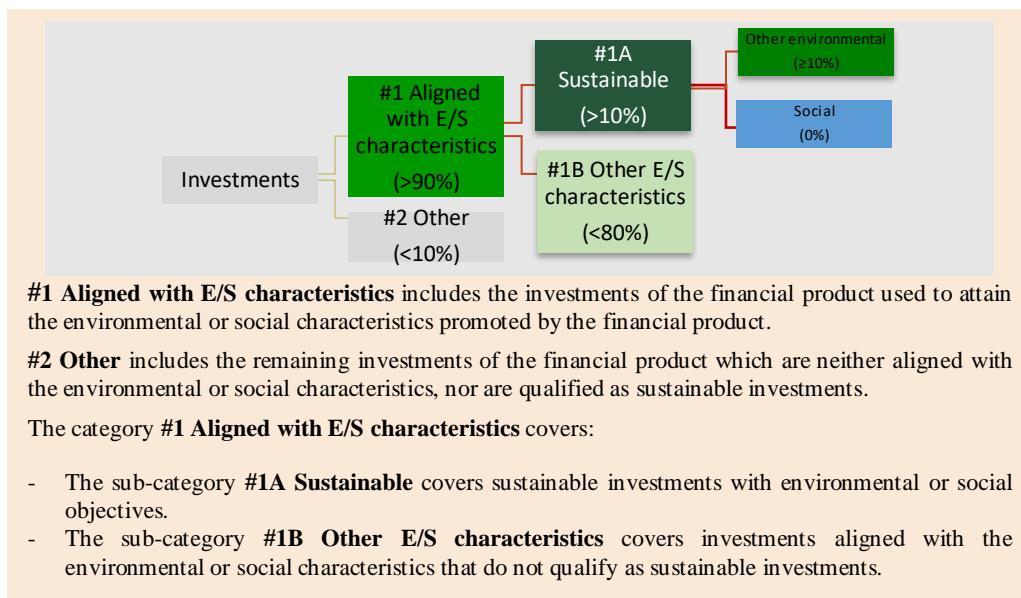 Investments
#1 Aligned
with E/S
characteristics
(>90%)
#2 Other
(<10%)
#1A
Sustainable
(>10%)
#1B Other E/S
characteristics
(<80%)
Other environmental
(≥10%)
Social
(0%)
#1 Aligned with E/S characteristics includes the investments of the financial product used to attain
the environmental or social characteristics promoted by the financial product.
#2 Other includes the remaining investments of the financial product which are neither aligned with
the environmental or social characteristics, nor are qualified as sustainable investments.
The category #1 Aligned with E/S characteristics covers:
- The sub-category #1A Sustainable covers sustainable investments with environmental or social
objectives.
- The sub-category #1B Other E/S characteristics covers investments aligned with the
environmental or social characteristics that do not qualify as sustainable investments.